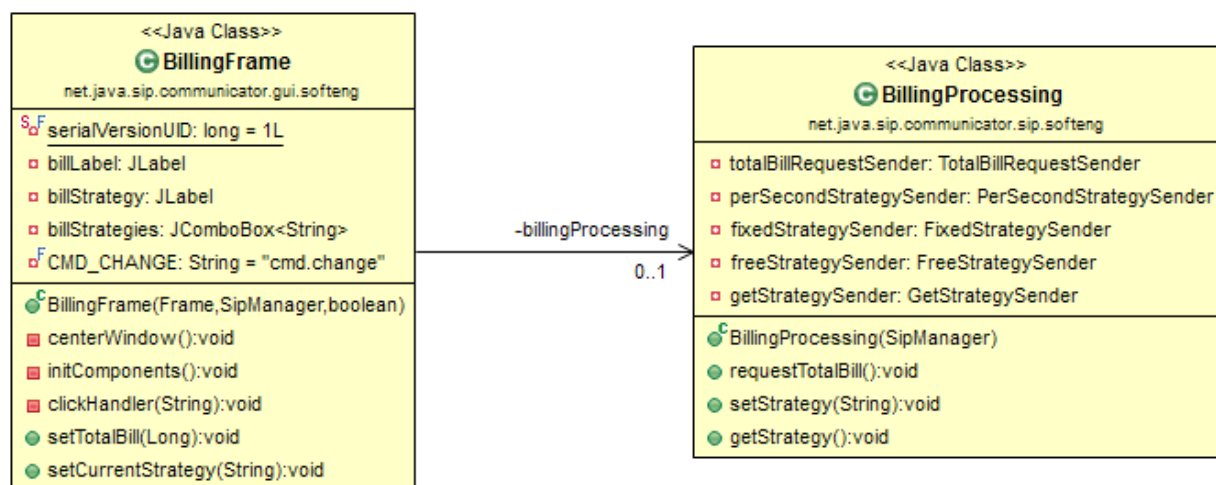 <<Java Class>>
C BillingFrame
net.java.sip.communicator.gui.softeng
S F serialVersionUID: long = 1L
billLabel: JLabel
billStrategy: JLabel
billStrategies: JComboBox<String>
F CMD_CHANGE: String = "cmd.change"
C BillingFrame(Frame,SipManager,boolean)
centerWindow():void
initComponents():void
clickHandler(String):void
setTotalBill(Long):void
setCurrentStrategy(String):void
-billingProcessing
0..1
<<Java Class>>
C BillingProcessing
net.java.sip.communicator.sip.softeng
totalBillRequestSender: TotalBillRequestSender
perSecondStrategySender: PerSecondStrategySender
fixedStrategySender: FixedStrategySender
freeStrategySender: FreeStrategySender
getStrategySender: GetStrategySender
C BillingProcessing(SipManager)
requestTotalBill():void
setStrategy(String):void
getStrategy():void